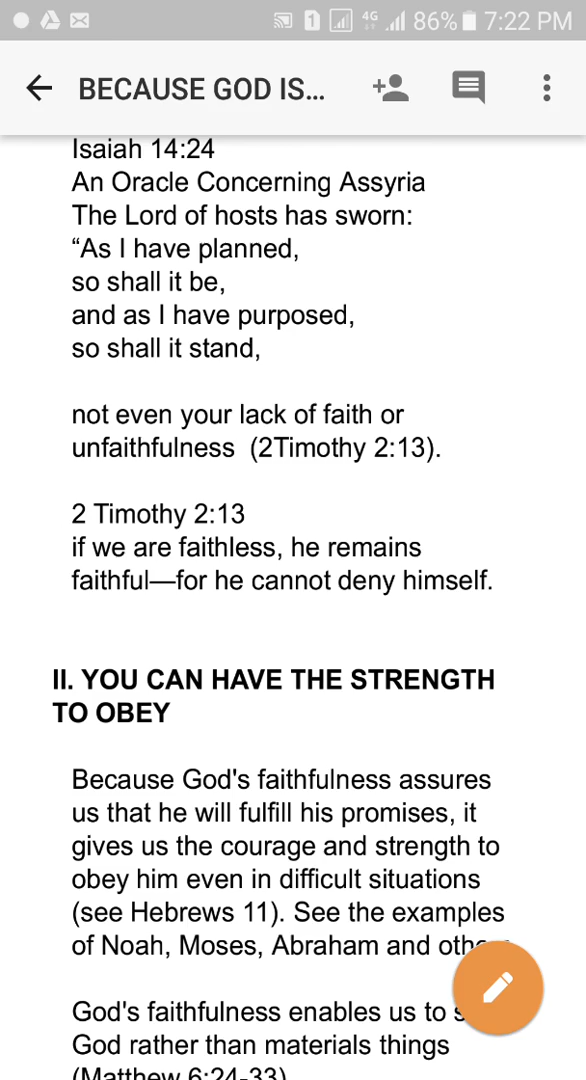 1 4G 86% 7:22 PM
BECAUSE GOD IS...
Isaiah 14:24
An Oracle Concerning Assyria
The Lord of hosts has sworn:
“As I have planned,
so shall it be,
and as I have purposed,
so shall it stand,
not even your lack of faith or
unfaithfulness  (2Timothy 2:13).
2 Timothy 2:13
if we are faithless, he remains
faithful—for he cannot deny himself.
II. YOU CAN HAVE THE STRENGTH
TO OBEY
Because God's faithfulness assures
us that he will fulfill his promises, it
gives us the courage and strength to
obey him even in difficult situations
(see Hebrews 11). See the examples
of Noah, Moses, Abraham and
God's faithfulness enables us to
God rather than materials things
(Matthew 6:24-33)